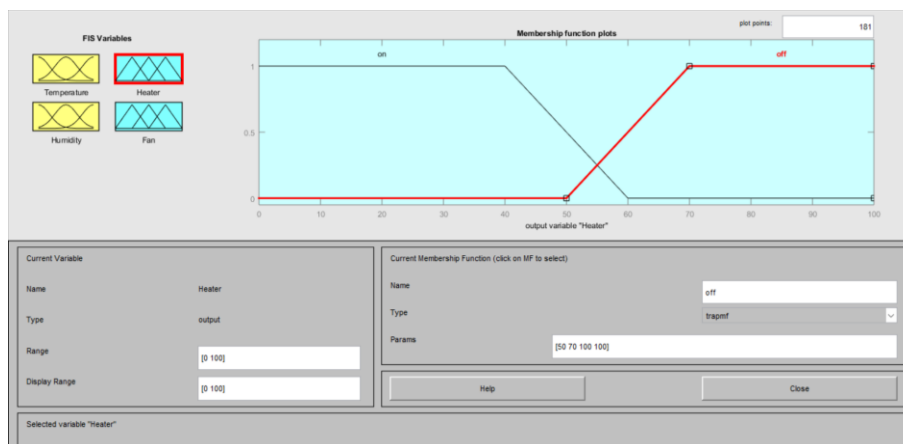 plot points: 181
FIS Variables
Membership function plots
Temperature Heater
Humidity Fan
on off
1
0.5
0
0 10 20 30 40 50 60 70 80 90 100
output variable "Heater"
Current Variable
Name Heater
Type output
Range [0 100]
Display Range [0 100]
Current Membership Function (click on MF to select)
Name off
Type trapmf
Params [50 70 100 100]
Help Close
Selected variable "Heater"